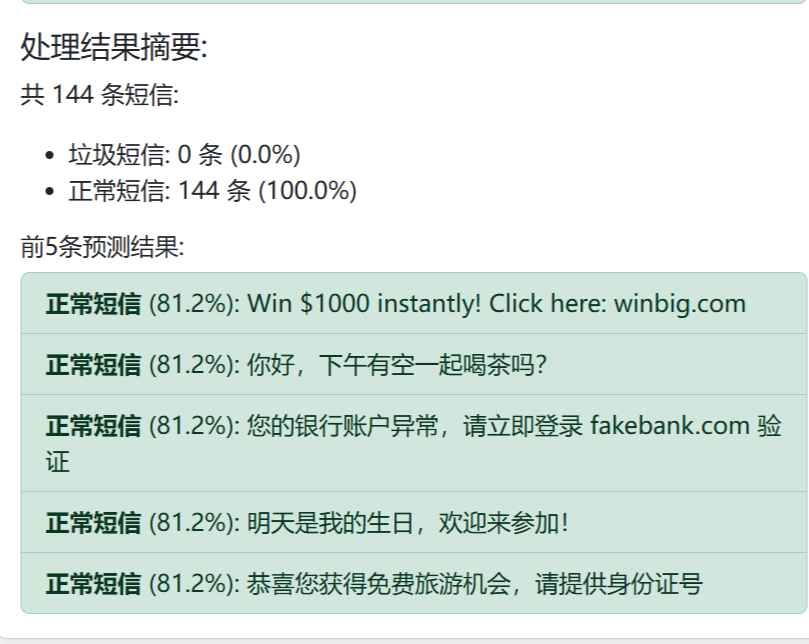 处理结果摘要:
共 144 条短信:
垃圾短信: 0 条 (0.0%)
正常短信: 144 条 (100.0%)
前5条预测结果:
正常短信 (81.2%): Win $1000 instantly! Click here: winbig.com
正常短信 (81.2%): 你好，下午有空一起喝茶吗?
正常短信 (81.2%): 您的银行账户异常，请立即登录 fakebank.com 验
证
正常短信 (81.2%): 明天是我的生日，欢迎来参加!
正常短信 (81.2%): 恭喜您获得免费旅游机会，请提供身份证号